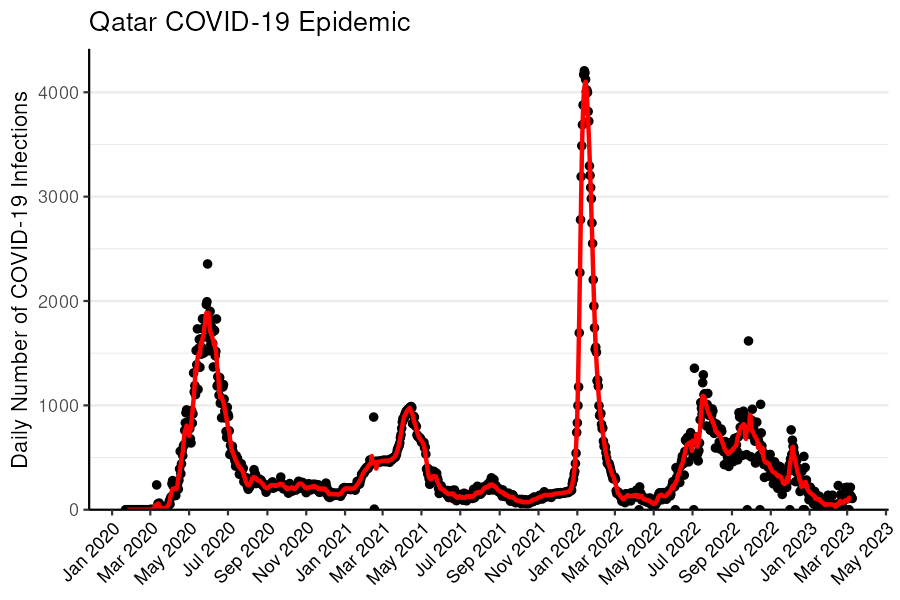 Qatar COVID-19 Epidemic
Daily Number of COVID-19 Infections
4000
3000
2000
1000
0
Jan 2020
Mar 2020
May 2020
Jul 2020
Sep 2020
Nov 2020
Jan 2021
Mar 2021
May 2021
Jul 2021
Sep 2021
Nov 2021
Jan 2022
Mar 2022
May 2022
Jul 2022
Sep 2022
Nov 2022
Jan 2023
Mar 2023
May 2023